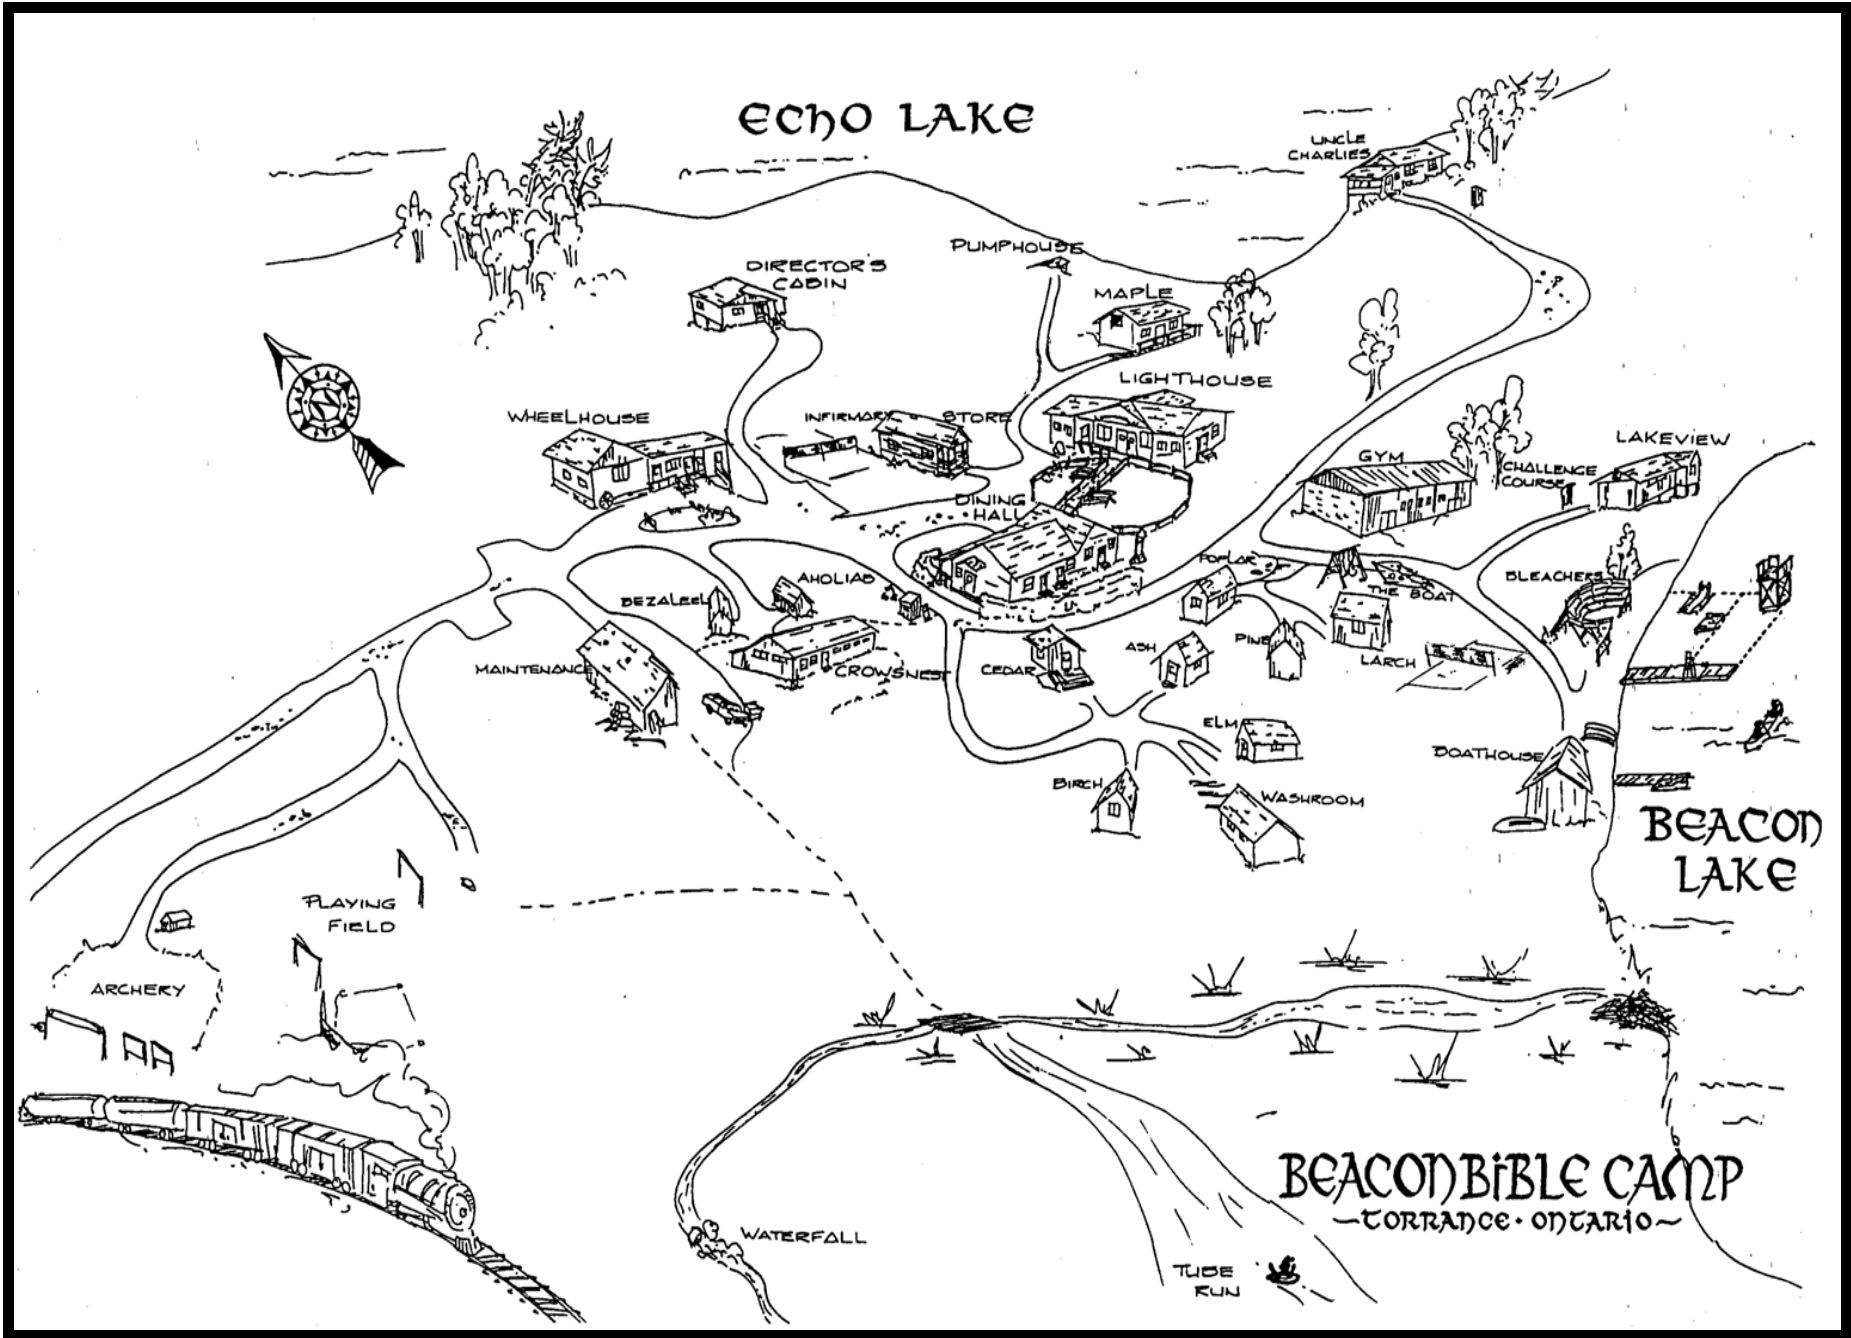 ECHO LAKE
UNCLE
CHARLIES
PUMPHOUSE
DIRECTOR'S
CABIN
MAPLE
LIGHTHOUSE
WHEELHOUSE
INFIRMARY
STORE
LAKEVIEW
GYM
CHALLENGE
COURSE
DINING
HALL
POPLAR
BLEACHERS
AHOLIAB
THE BOAT
BEZALEEL
PINE
ASH
LARCH
MAINTENANCE
CROWSNEST
CEDAR
ELM
BOATHOUSE
BIRCH
WASHROOM
BEACON
LAKE
PLAYING
FIELD
ARCHERY
BEACON BIBLE CAMP
~TORRANCE · ONTARIO~
WATERFALL
TUBE
RUN
N